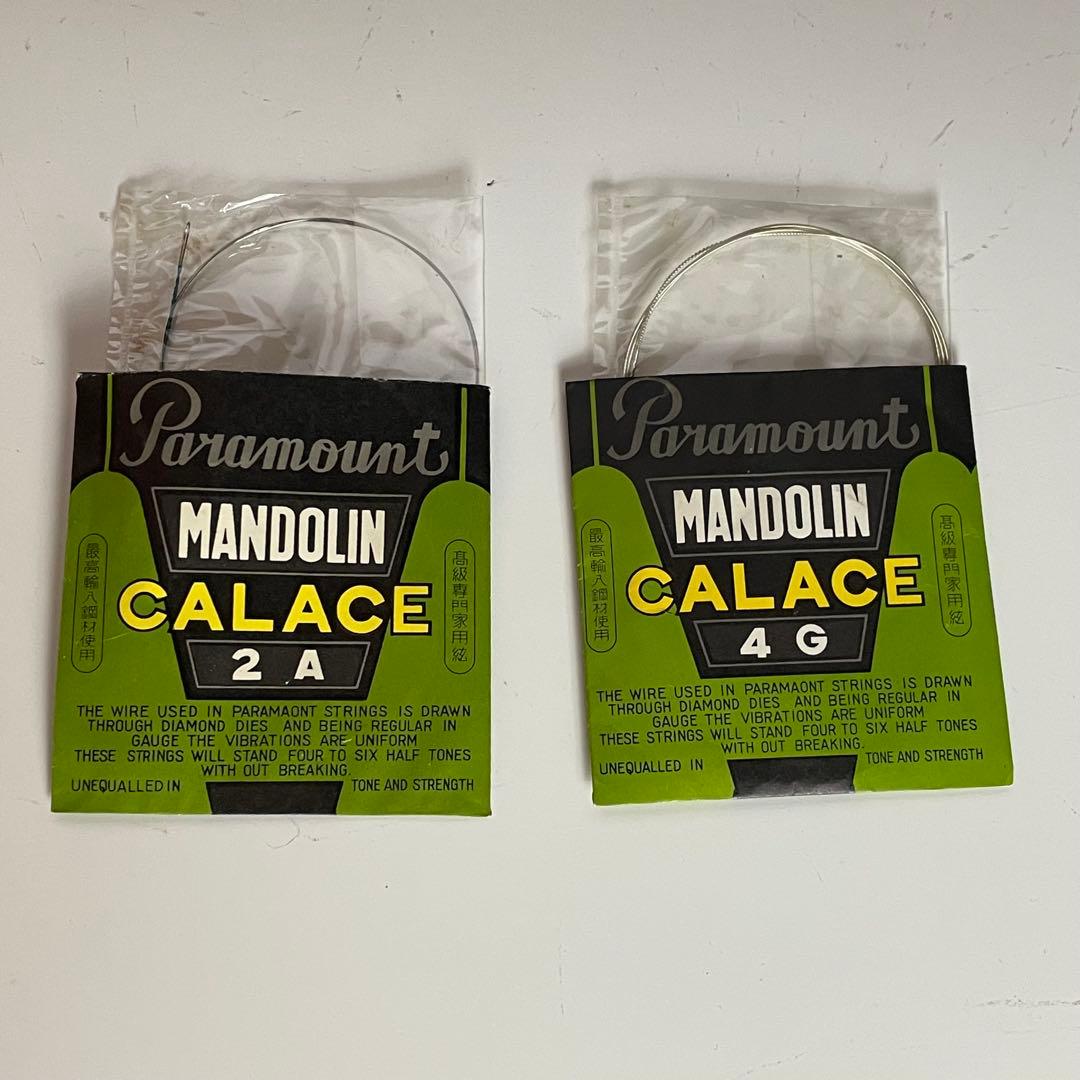 Paramount
MANDOLIN
CALACE
2 A
最高輸入鋼材使用
高級専門家用絃
THE WIRE USED IN PARAMAONT STRINGS IS DRAWN
THROUGH DIAMOND DIES AND BEING REGULAR IN
GAUGE THE VIBRATIONS ARE UNIFORM
THESE STRINGS WILL STAND FOUR TO SIX HALF TONES
WITH OUT BREAKING.
UNEQUALLED IN TONE AND STRENGTH
Paramount
MANDOLIN
CALACE
4 G
最高輸入鋼材使用
高級専門家用絃
THE WIRE USED IN PARAMAONT STRINGS IS DRAWN
THROUGH DIAMOND DIES AND BEING REGULAR IN
GAUGE THE VIBRATIONS ARE UNIFORM
THESE STRINGS WILL STAND FOUR TO SIX HALF TONES
WITH OUT BREAKING.
UNEQUALLED IN TONE AND STRENGTH